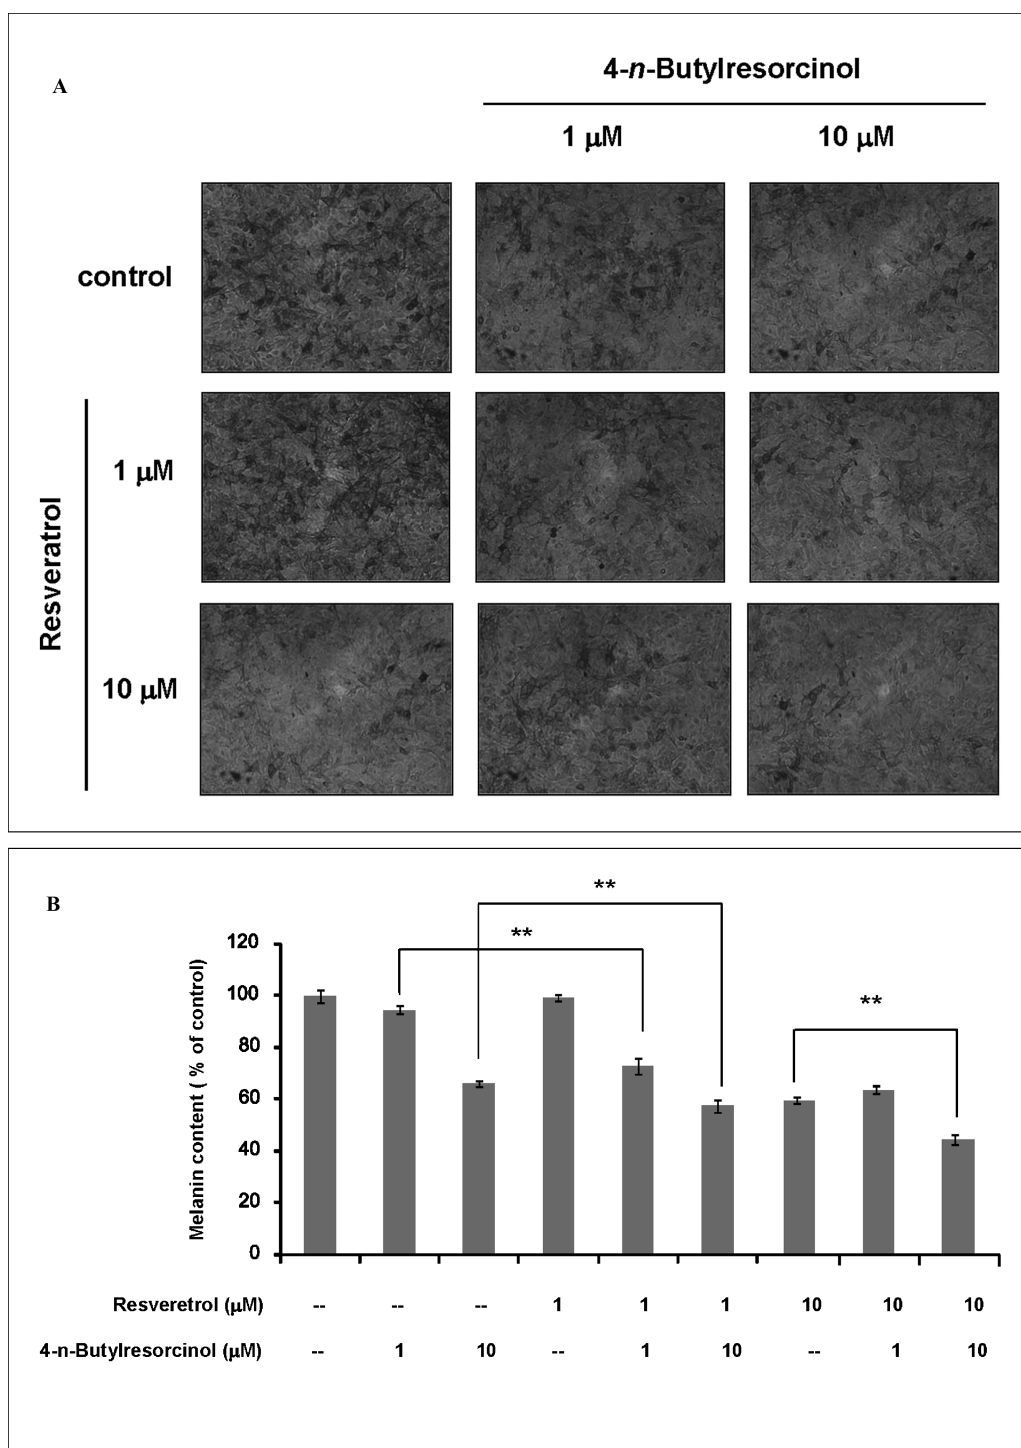 A
4-n-Butylresorcinol
1 µM 10 µM
control
Resveratrol
1 µM
10 µM
B
**
**
**
Melanin content ( % of control)
120
100
80
60
40
20
0
Resveretrol (µM) -- -- -- 1 1 1 10 10 10
4-n-Butylresorcinol (µM) -- 1 10 -- 1 10 -- 1 10